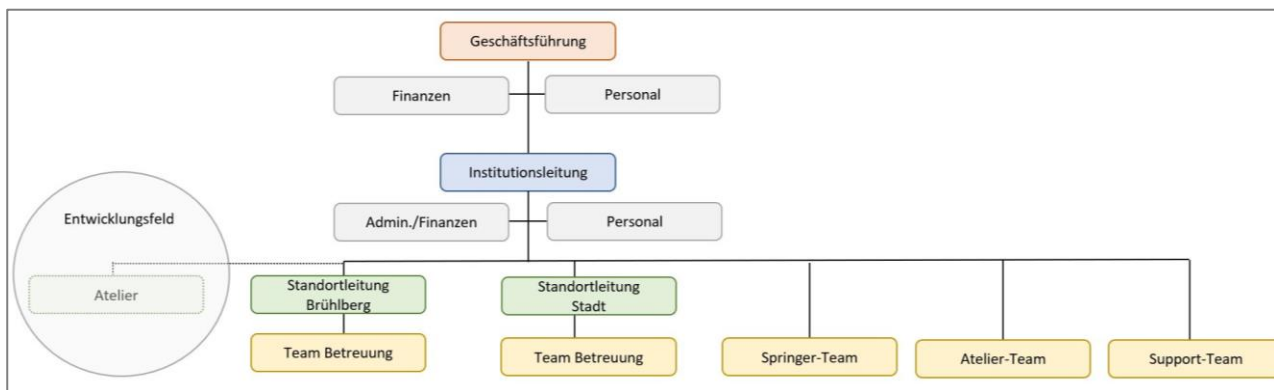 Geschäftsführung
Finanzen
Personal
Institutionsleitung
Entwicklungsfeld
Admin./Finanzen
Personal
Atelier
Standortleitung
Brühlberg
Standortleitung
Stadt
Team Betreuung
Team Betreuung
Springer-Team
Atelier-Team
Support-Team